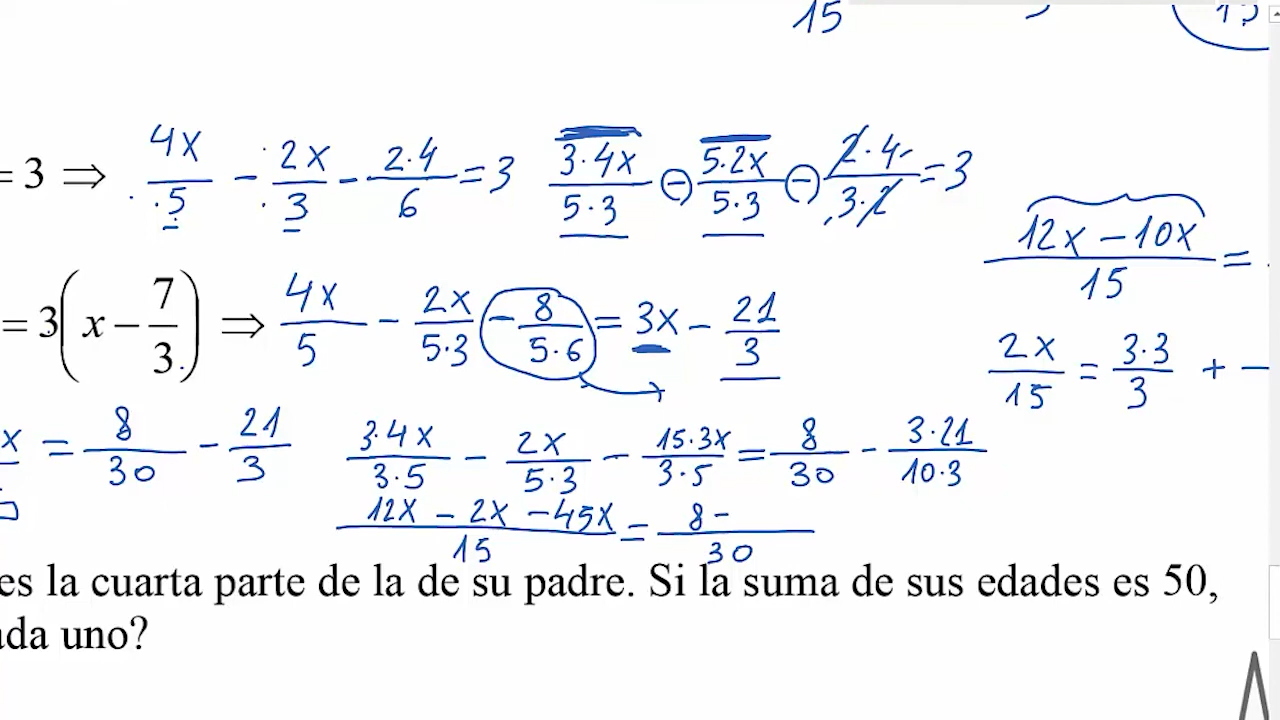 15
= 3 ⇒ 4x/5 - 2x/3 - 2·4/6 = 3 3·4x/5·3 ⊖ 5·2x/5·3 ⊖ 2·4/3·2 = 3
12x - 10x/15 =
= 3(x - 7/3) ⇒ 4x/5 - 2x/5·3 - 8/5·6 = 3x - 21/3
2x/15 = 3·3/3 + -
x = 8/30 - 21/3 3·4x/3·5 - 2x/5·3 - 15·3x/3·5 = 8/30 - 3·21/10·3
12x - 2x - 45x/15 = 8 -/30
es la cuarta parte de la de su padre. Si la suma de sus edades es 50,
uno?